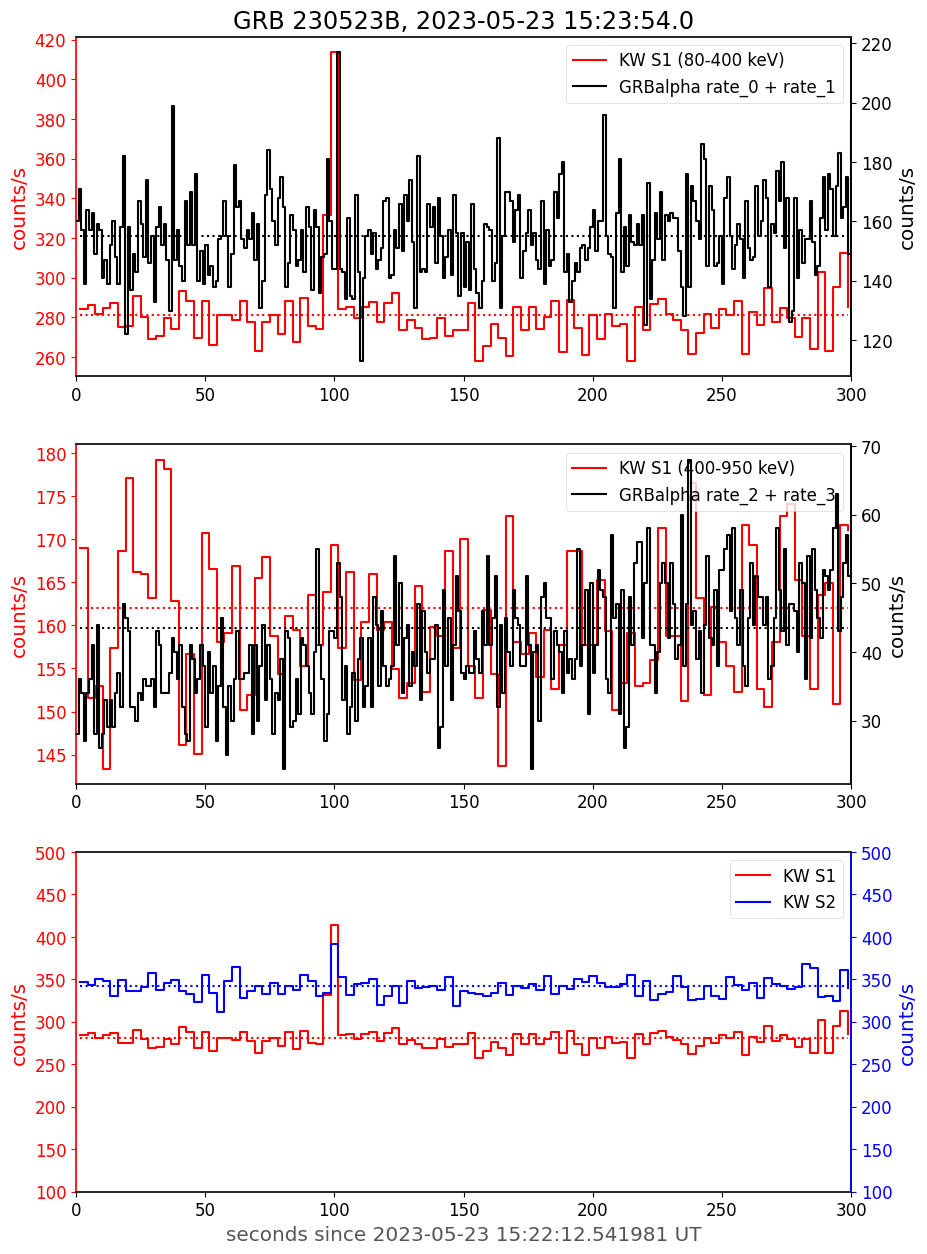 GRB 230523B, 2023-05-23 15:23:54.0
420
400
380
360
340
320
300
280
260
counts/s
KW S1 (80-400 keV)
GRBalpha rate_0 + rate_1
220
200
180
160
140
120
counts/s
0 50 100 150 200 250 300
180
175
170
165
160
155
150
145
counts/s
KW S1 (400-950 keV)
GRBalpha rate_2 + rate_3
70
60
50
40
30
counts/s
0 50 100 150 200 250 300
500
450
400
350
300
250
200
150
100
counts/s
KW S1
KW S2
500
450
400
350
300
250
200
150
100
counts/s
0 50 100 150 200 250 300
seconds since 2023-05-23 15:22:12.541981 UT